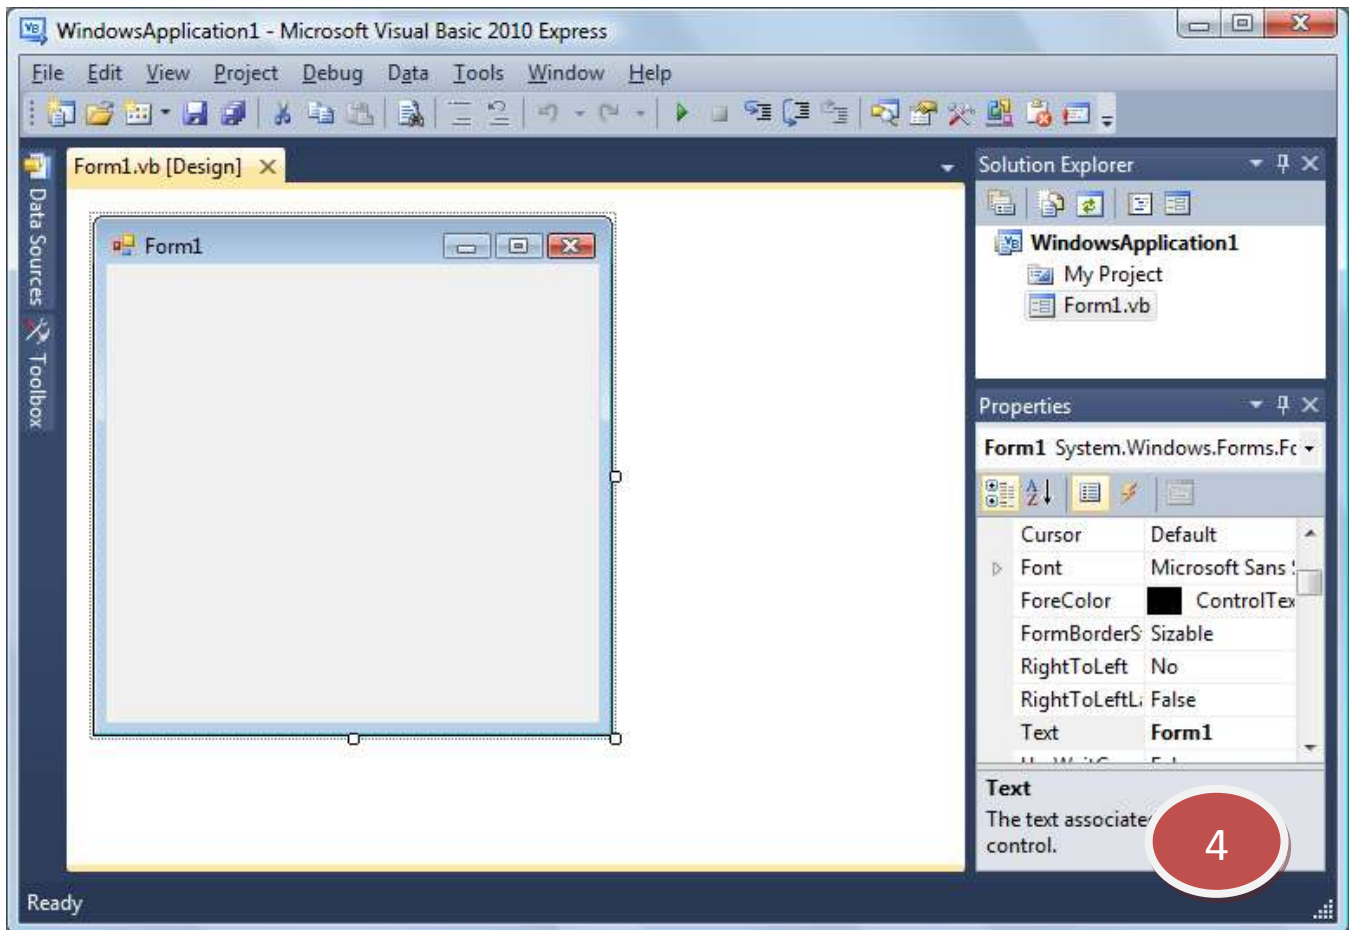 WindowsApplication1 - Microsoft Visual Basic 2010 Express
File Edit View Project Debug Data Tools Window Help
Data Sources
Toolbox
Form1.vb [Design]
Form1
Solution Explorer
WindowsApplication1
My Project
Form1.vb
Properties
Form1 System.Windows.Forms.Fc
Cursor Default
Font Microsoft Sans
ForeColor ControlTex
FormBorderS Sizable
RightToLeft No
RightToLeftL False
Text Form1
Text
The text associate
control.
4
Ready